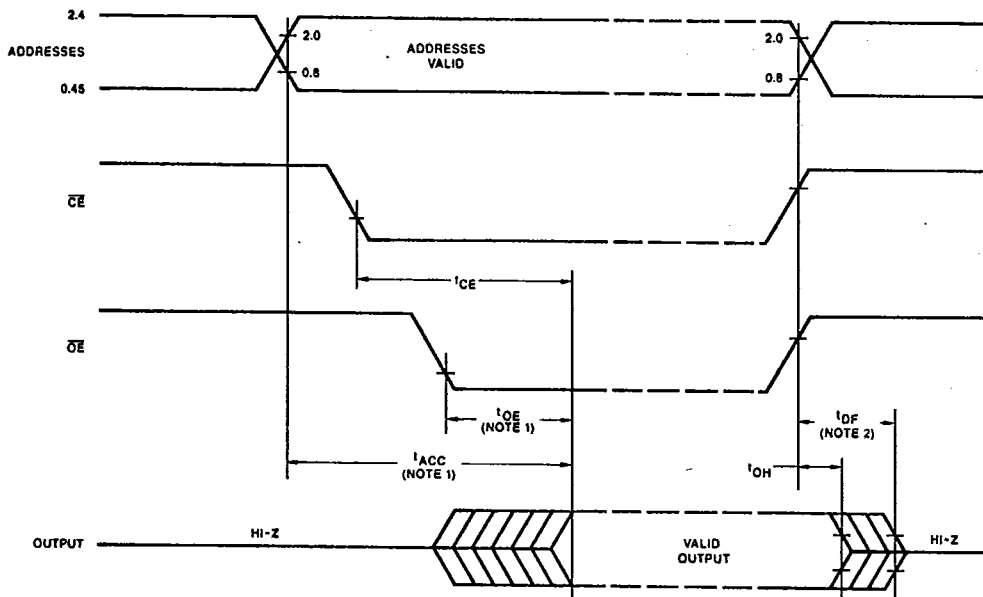 2.4
ADDRESSES
0.45
2.0
0.8
ADDRESSES
VALID
2.0
0.8
CE
tCE
OE
tOE
(NOTE 1)
tACC
(NOTE 1)
tDF
(NOTE 2)
tOH
OUTPUT
HI-Z
VALID
OUTPUT
HI-Z